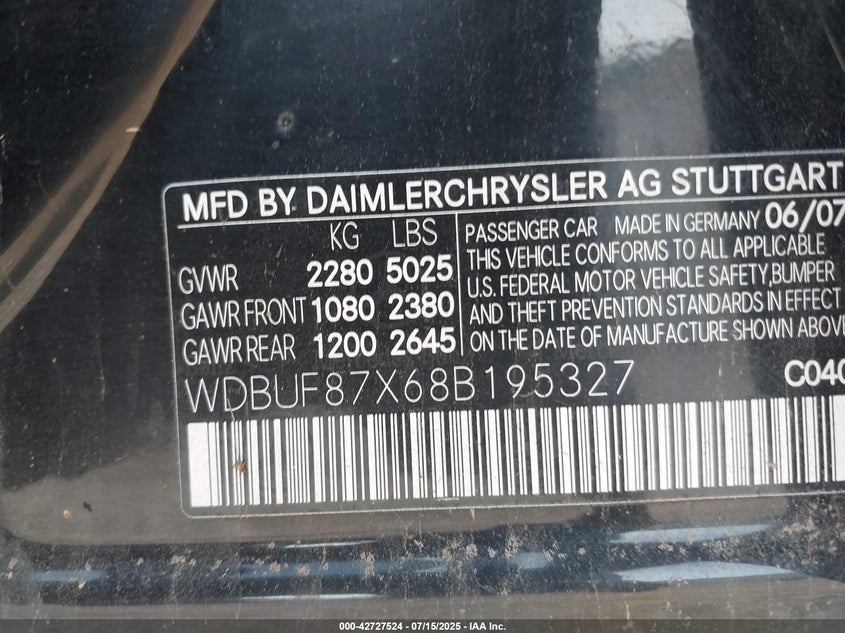 MFD BY DAIMLERCHRYSLER AG STUTTGART
KG LBS
GVWR 2280 5025
GAWR FRONT 1080 2380
GAWR REAR 1200 2645
PASSENGER CAR MADE IN GERMANY 06/07
THIS VEHICLE CONFORMS TO ALL APPLICABLE
U.S. FEDERAL MOTOR VEHICLE SAFETY,BUMPER
AND THEFT PREVENTION STANDARDS IN EFFECT
ON THE DATE OF MANUFACTURE SHOWN ABOVE
WDBUF87X68B195327 C040
000-42727524 - 07/15/2025 - IAA Inc.